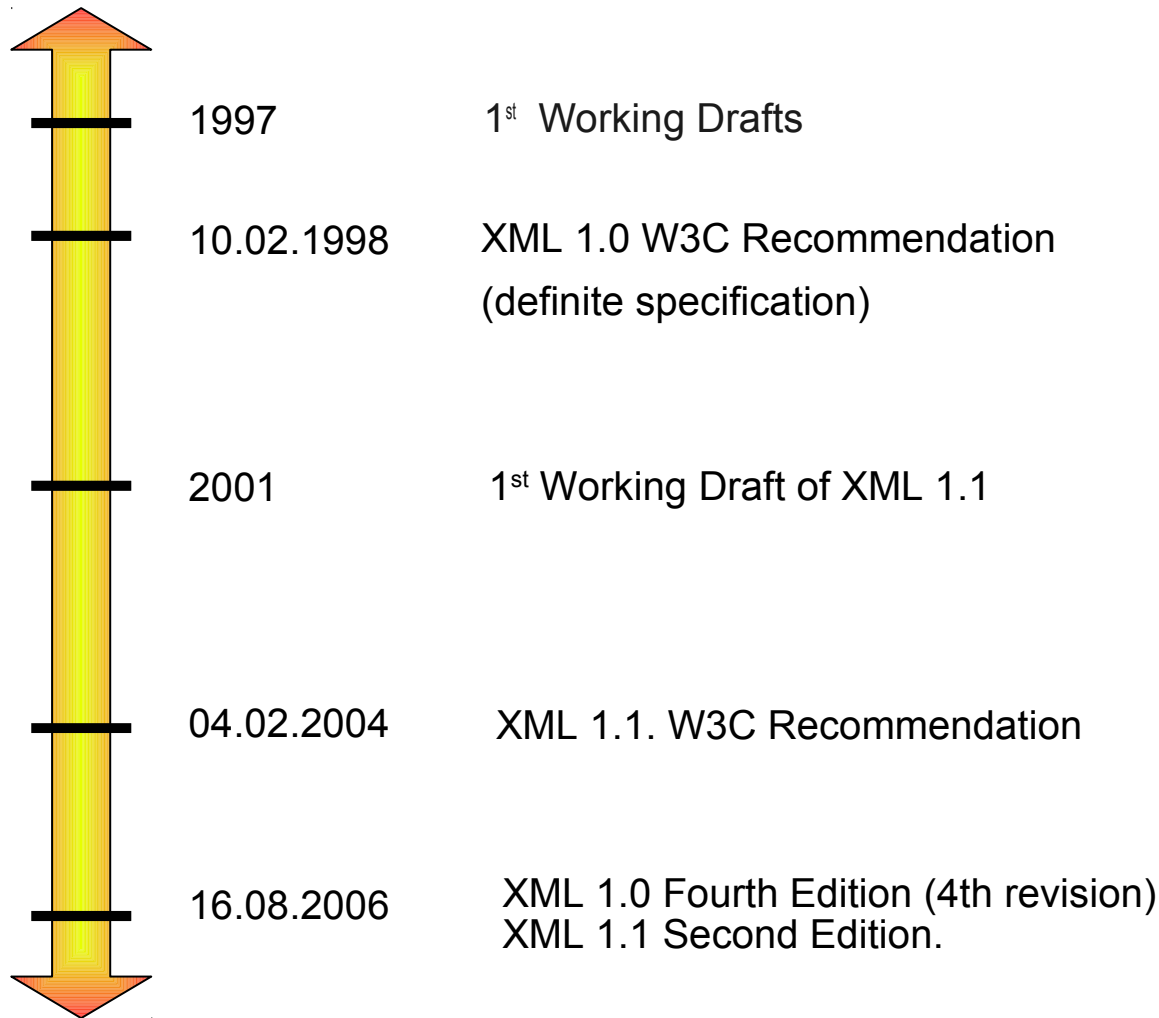 1997 1st Working Drafts
10.02.1998 XML 1.0 W3C Recommendation
(definite specification)
2001 1st Working Draft of XML 1.1
04.02.2004 XML 1.1. W3C Recommendation
16.08.2006 XML 1.0 Fourth Edition (4th revision)
XML 1.1 Second Edition.